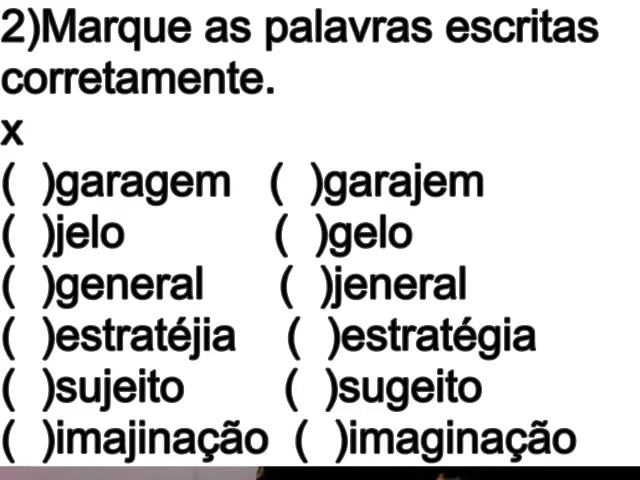 2)Marque as palavras escritas
corretamente.
x
( )garagem ( )garajem
( )jelo ( )gelo
( )general ( )jeneral
( )estratéjia ( )estratégia
( )sujeito ( )sugeito
( )imajinação ( )imaginação